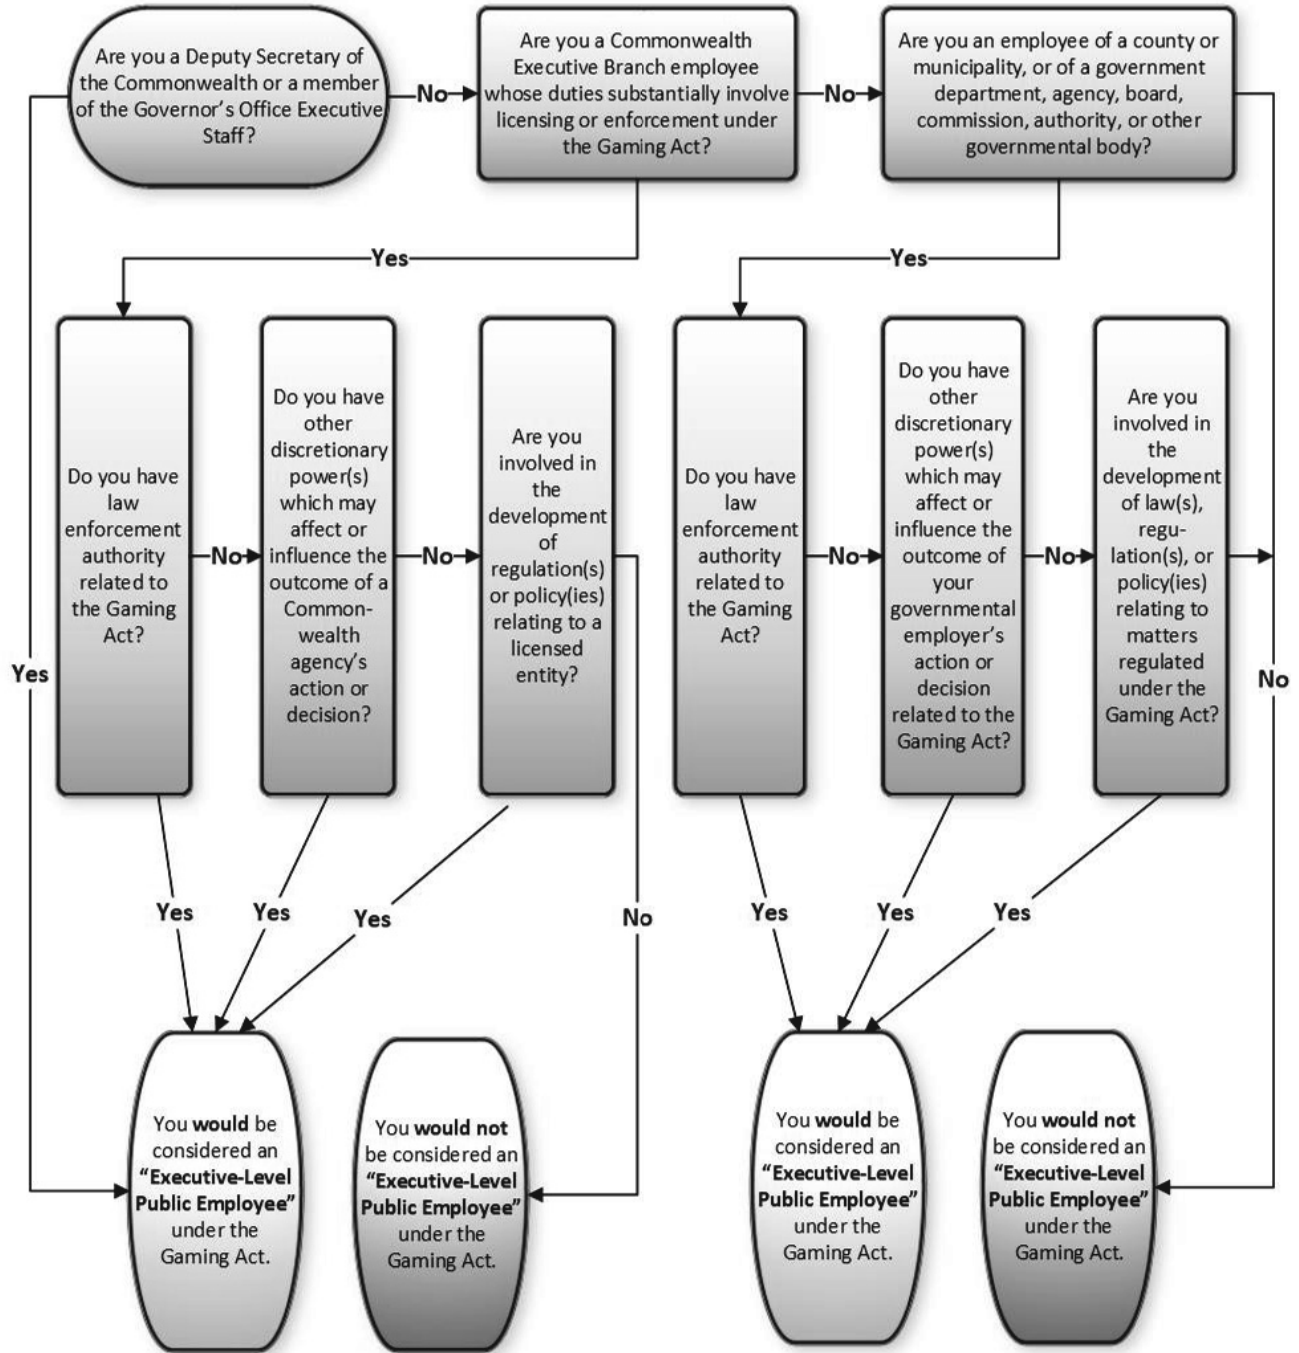 Are you a Deputy Secretary of
the Commonwealth or a member
of the Governor's Office Executive
Staff?
No
Are you a Commonwealth
Executive Branch employee
whose duties substantially involve
licensing or enforcement under
the Gaming Act?
No
Are you an employee of a county or
municipality, or of a government
department, agency, board,
commission, authority, or other
governmental body?
Yes
Yes
Do you have
law
enforcement
authority
related to
the Gaming
Act?
No
Do you have
other
discretionary
power(s)
which may
affect or
influence the
outcome of a
Common-
wealth
agency's
action or
decision?
No
Are you
involved in
the
development
of
regulation(s)
or policy(ies)
relating to a
licensed
entity?
Do you have
law
enforcement
authority
related to
the Gaming
Act?
No
Do you have
other
discretionary
power(s)
which may
affect or
influence the
outcome of
your
governmental
employer's
action or
decision
related to the
Gaming Act?
No
Are you
involved in
the
development
of law(s),
regu-
lation(s), or
policy(ies)
relating to
matters
regulated
under the
Gaming Act?
Yes
No
Yes
Yes
Yes
No
Yes
Yes
Yes
You would be
considered an
“Executive-Level
Public Employee”
under the
Gaming Act.
You would not
be considered an
“Executive-Level
Public Employee”
under the
Gaming Act.
You would be
considered an
“Executive-Level
Public Employee”
under the
Gaming Act.
You would not
be considered an
“Executive-Level
Public Employee”
under the
Gaming Act.